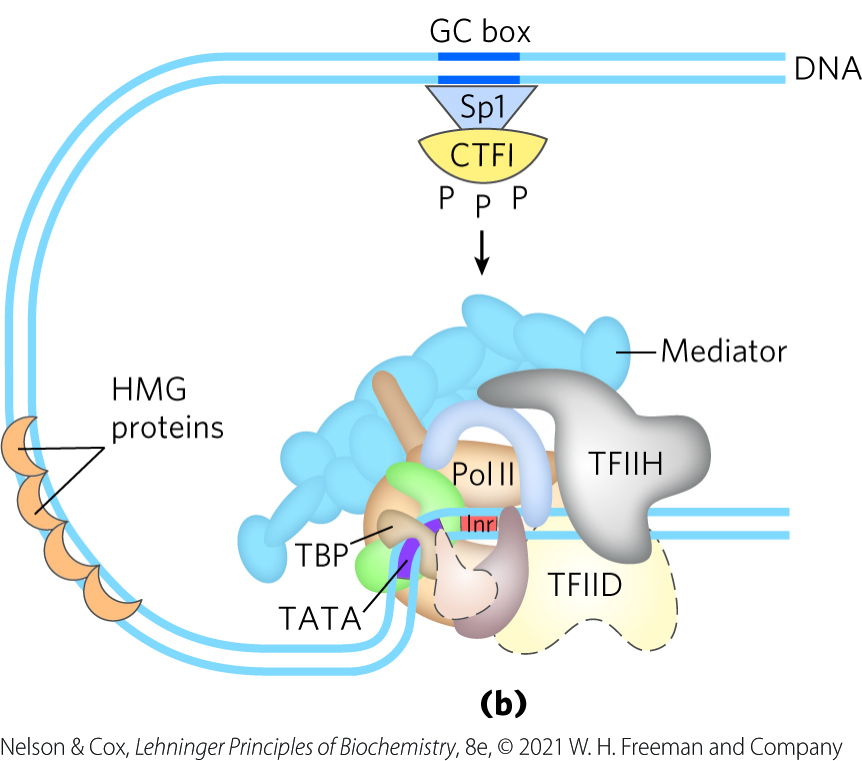 GC box
DNA
Sp1
CTFI
P P P
Mediator
HMG
proteins
TFIIH
Pol II
Inr
TBP
TFIID
TATA
(b)
Nelson & Cox, Lehninger Principles of Biochemistry, 8e, © 2021 W. H. Freeman and Company